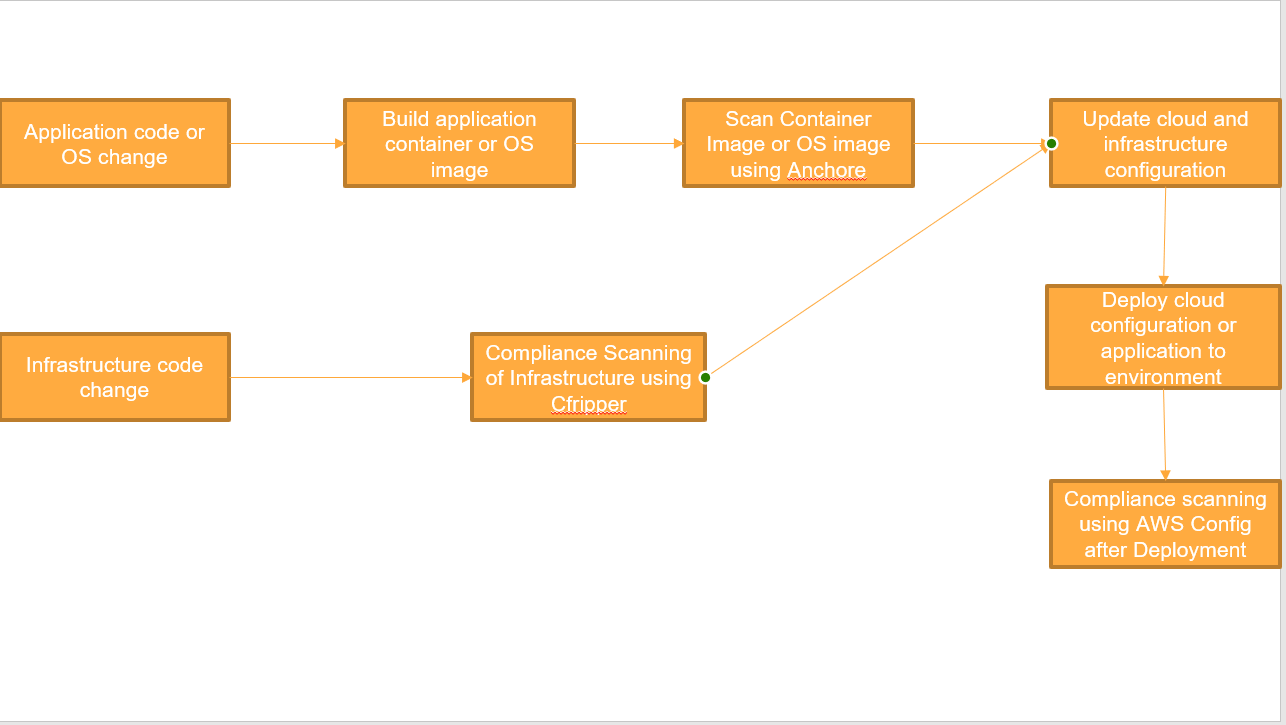 Application code or
OS change
Build application
container or OS
image
Scan Container
Image or OS image
using Anchore
Update cloud and
infrastructure
configuration
Infrastructure code
change
Compliance Scanning
of Infrastructure using
Cfripper
Deploy cloud
configuration or
application to
environment
Compliance scanning
using AWS Config
after Deployment